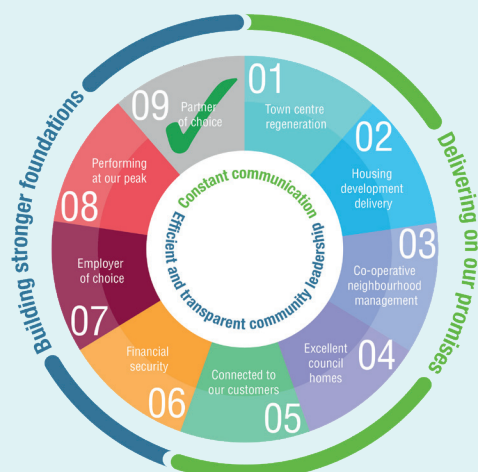 01
Town centre
regeneration
02
Housing
development
delivery
03
Co-operative
neighbourhood
management
04
Excellent
council
homes
05
Connected to
our customers
06
Financial
security
07
Employer
of choice
08
Performing
at our peak
09
Partner
of choice
Constant communication
Efficient and transparent community leadership
Building stronger foundations
Delivering on our promises